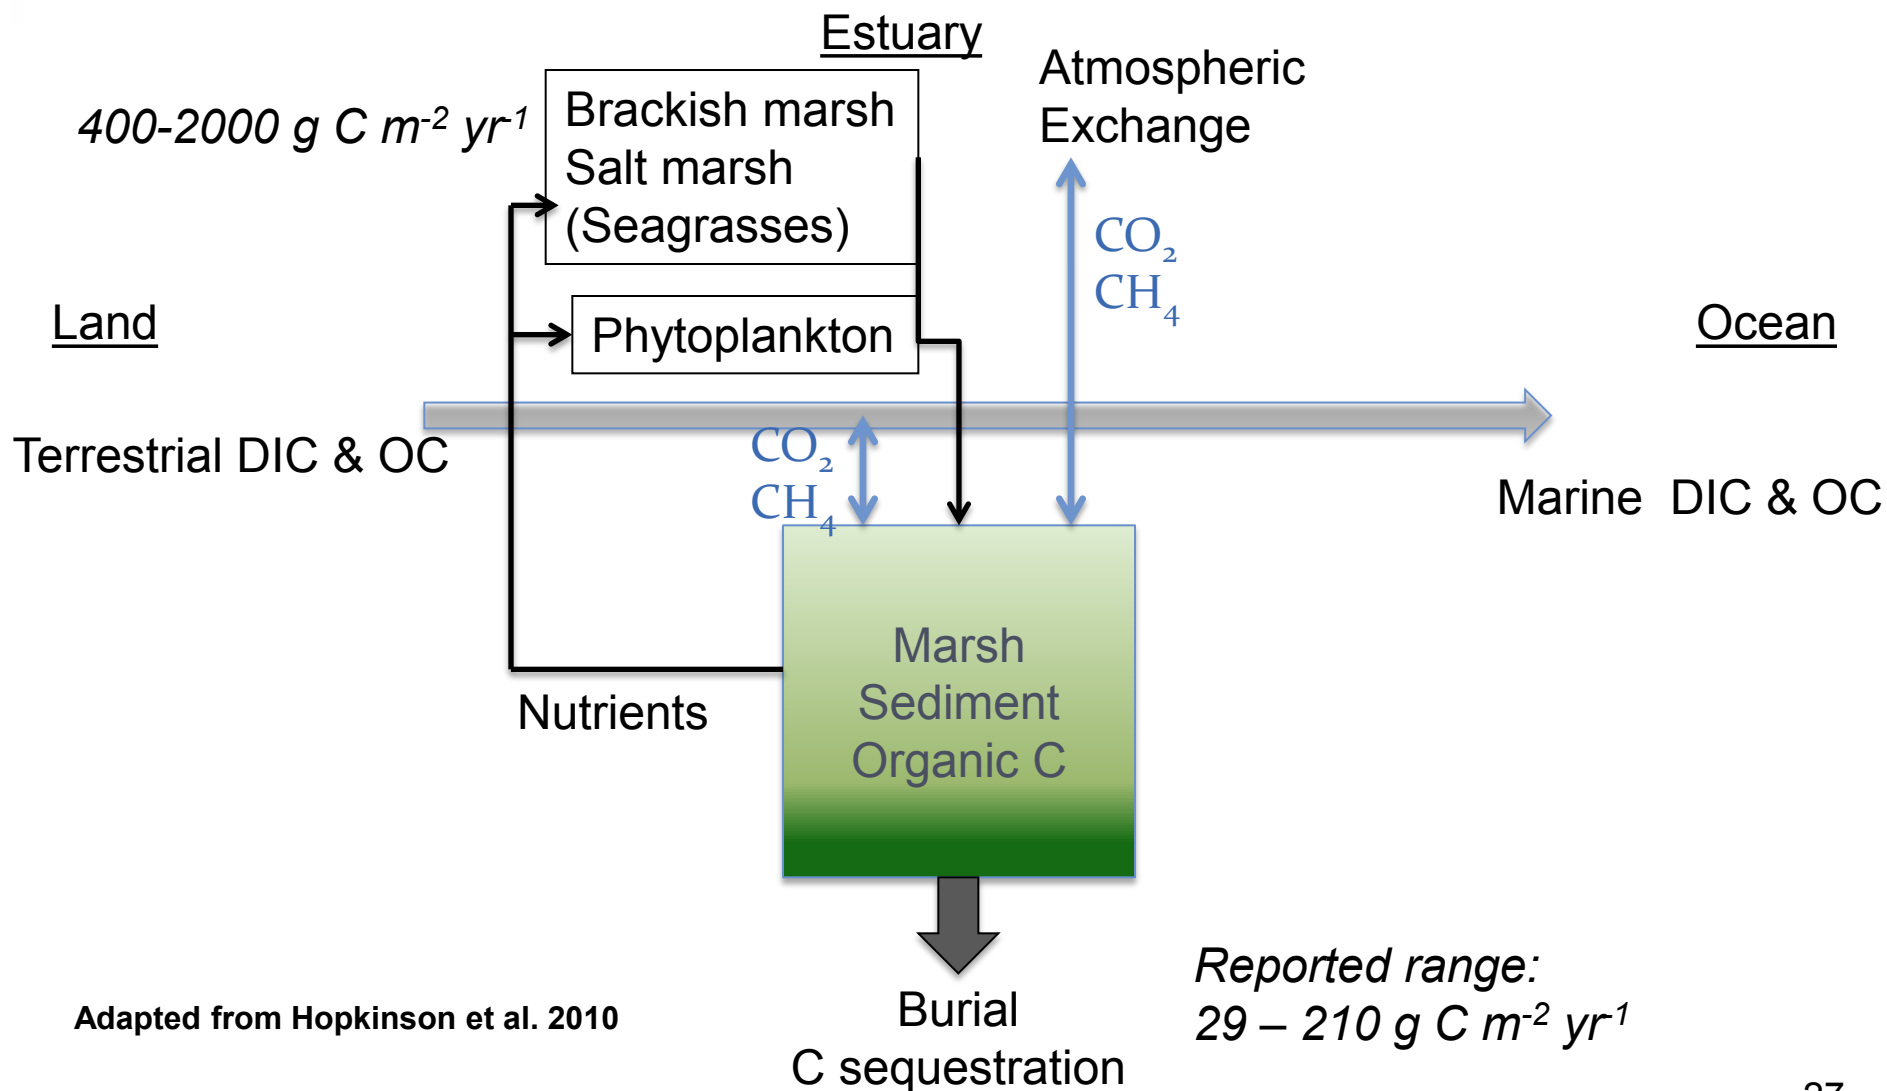 Estuary
400-2000 g C m-2 yr-1
Brackish marsh
Salt marsh
(Seagrasses)
Atmospheric
Exchange
CO2
CH4
Land
Phytoplankton
Ocean
Terrestrial DIC & OC
CO2
CH4
Marine DIC & OC
Marsh
Sediment
Organic C
Nutrients
Reported range:
29 – 210 g C m-2 yr-1
Adapted from Hopkinson et al. 2010
Burial
C sequestration